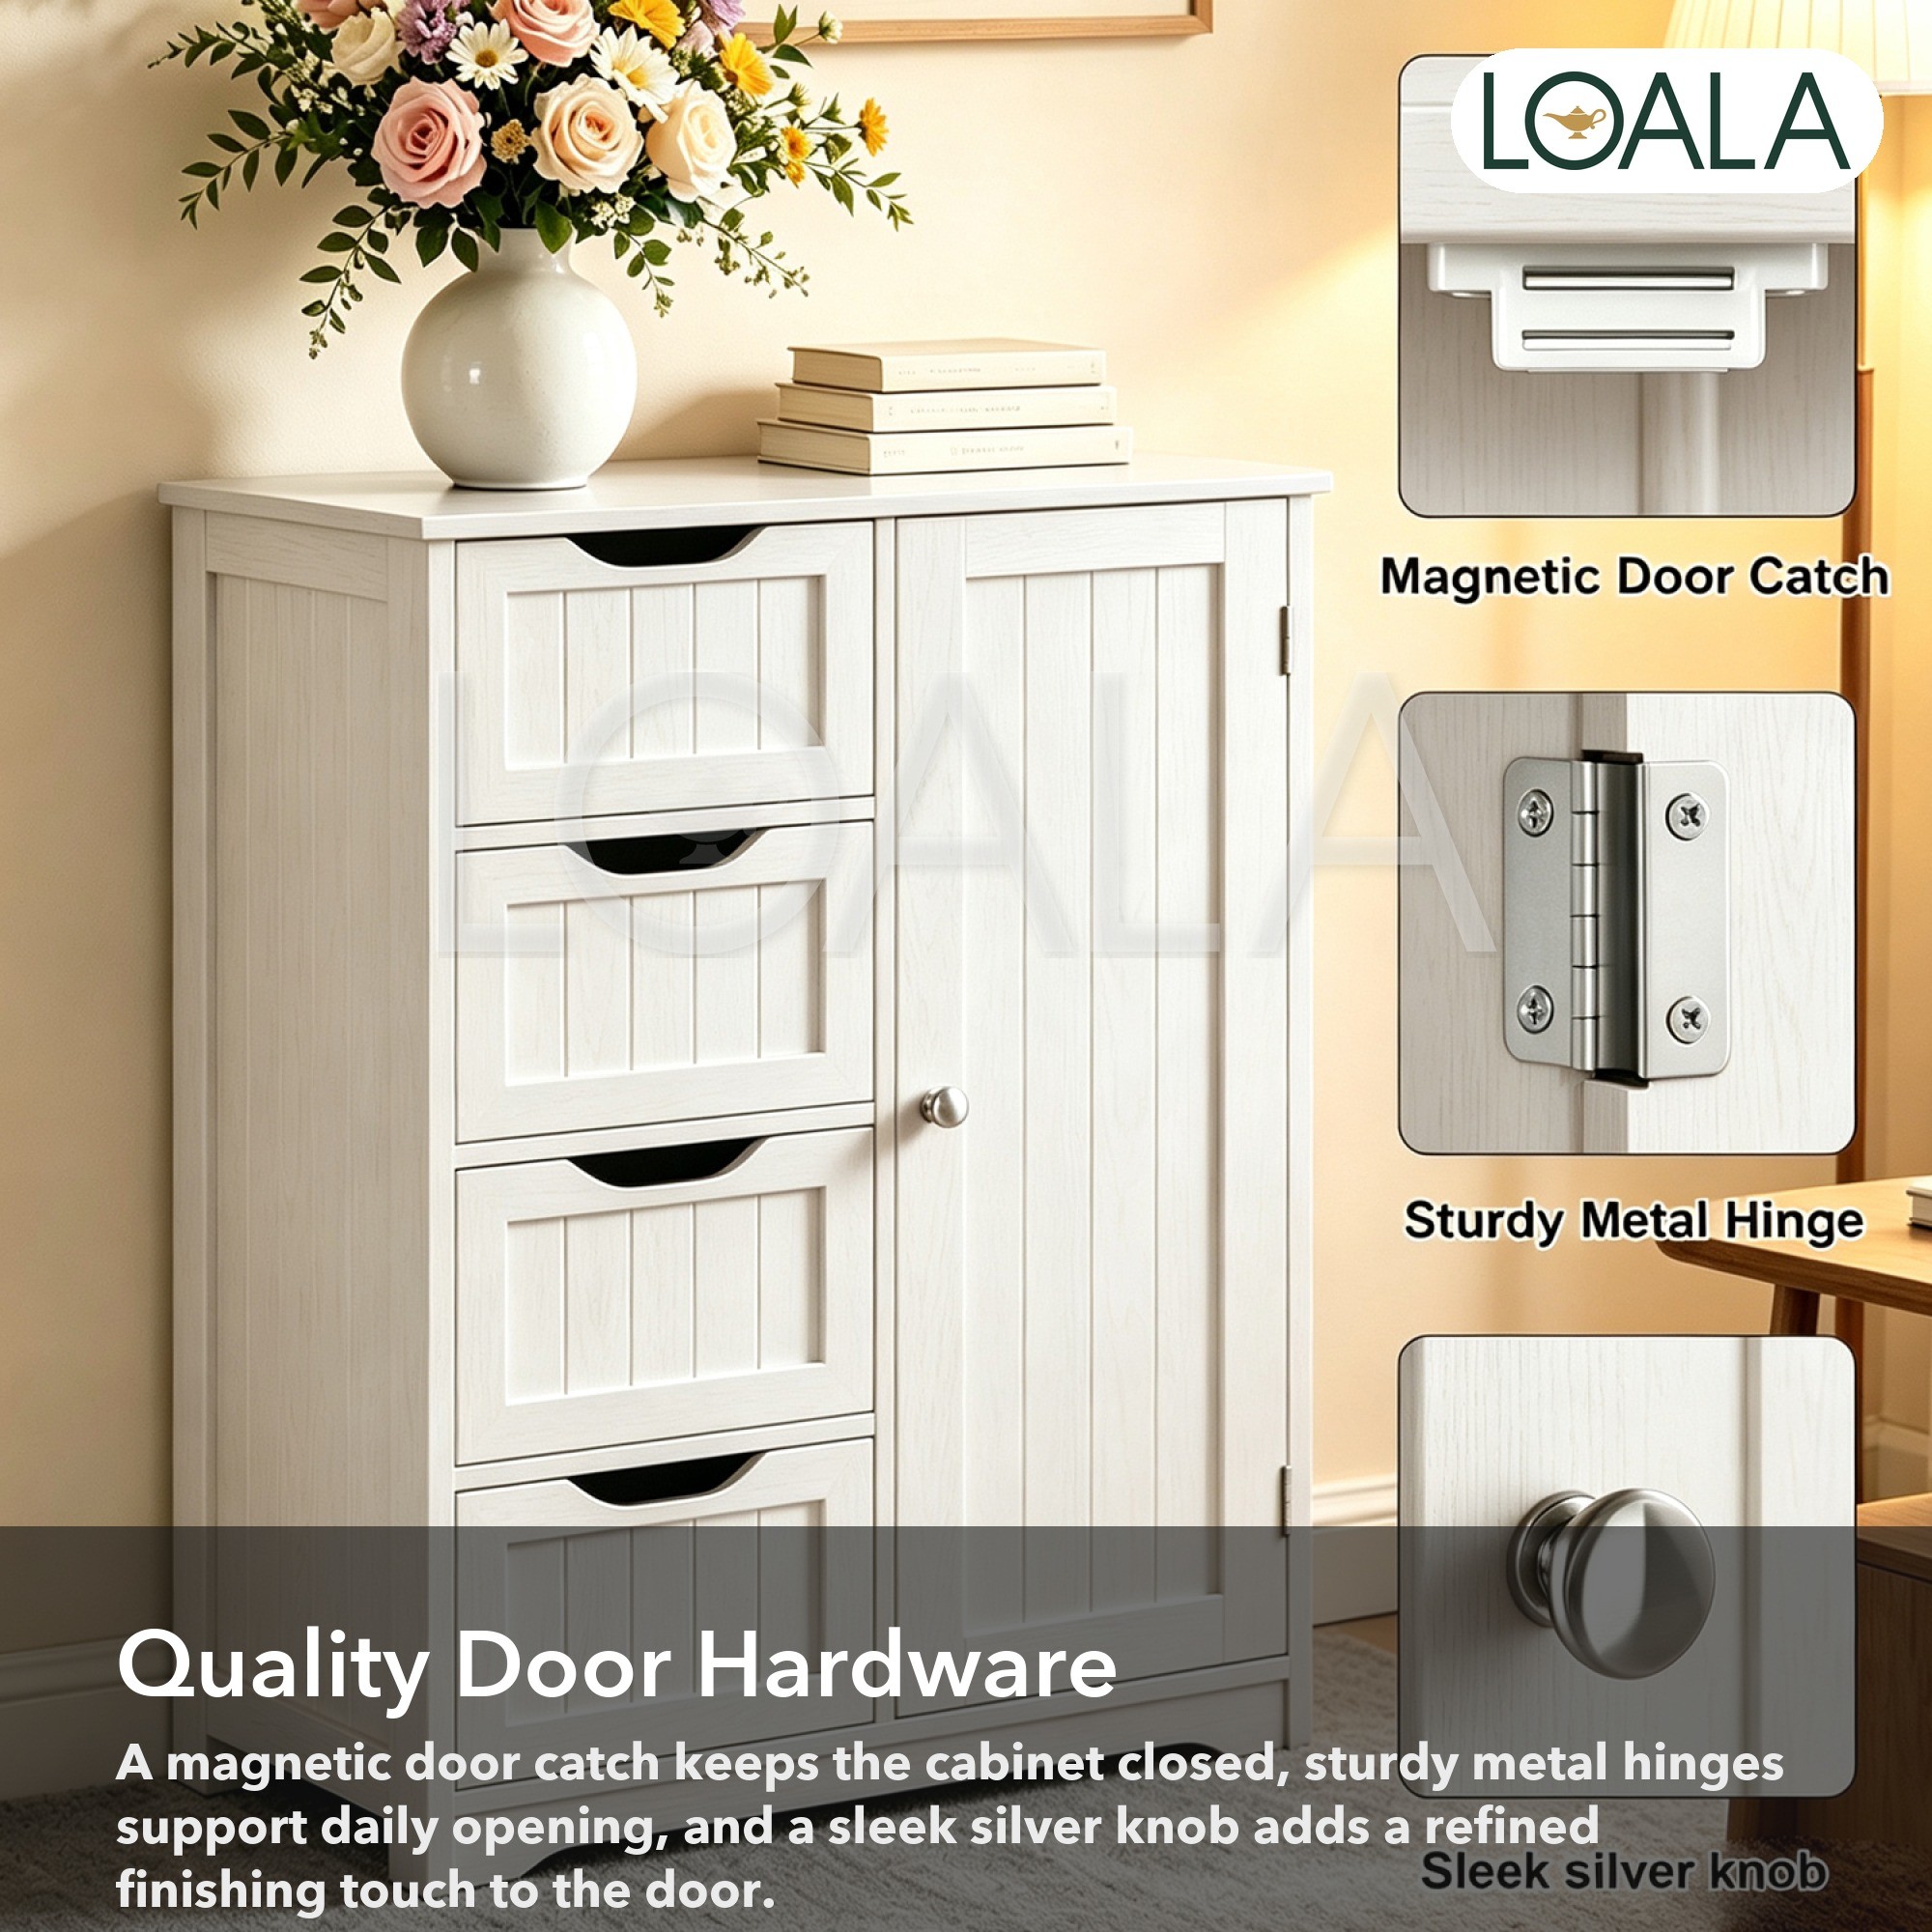 LOALA
Magnetic Door Catch
LOALA
Sturdy Metal Hinge
Quality Door Hardware
A magnetic door catch keeps the cabinet closed, sturdy metal hinges
support daily opening, and a sleek silver knob adds a refined
finishing touch to the door.
Sleek silver knob